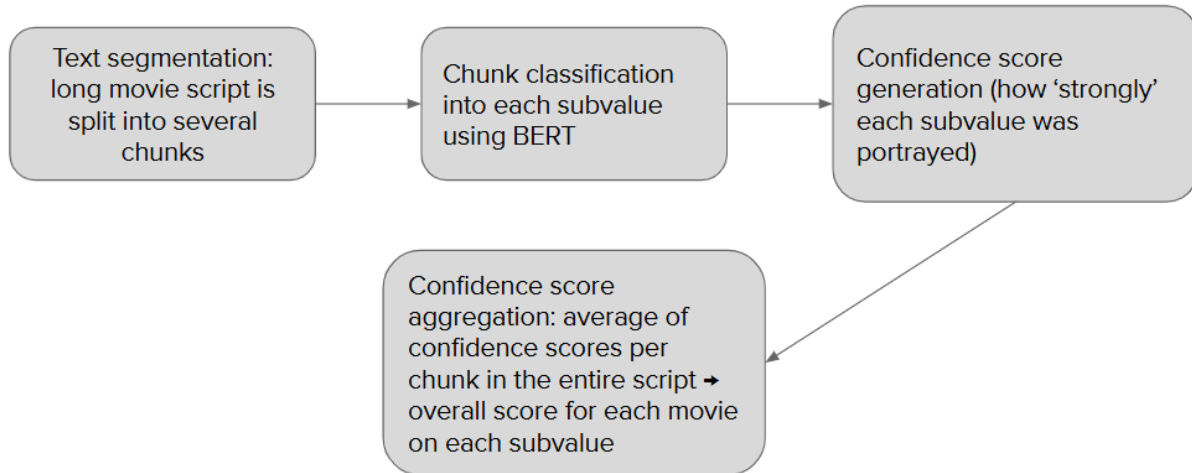 Text segmentation:
long movie script is
split into several
chunks
Chunk classification
into each subvalue
using BERT
Confidence score
generation (how ‘strongly’
each subvalue was
portrayed)
Confidence score
aggregation: average of
confidence scores per
chunk in the entire script → 
overall score for each movie
on each subvalue